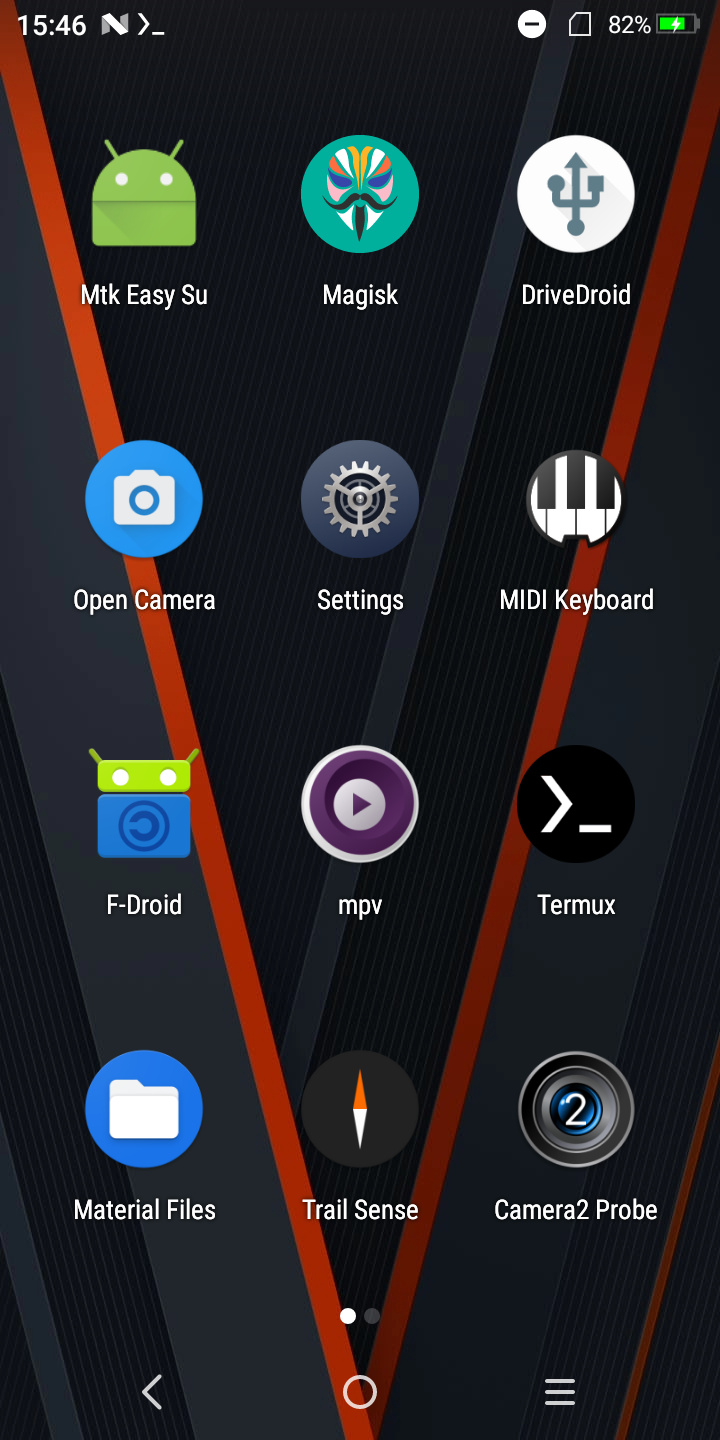 15:46 82%
Mtk Easy Su Magisk DriveDroid
Open Camera Settings MIDI Keyboard
F-Droid mpv Termux
2
Material Files Trail Sense Camera2 Probe